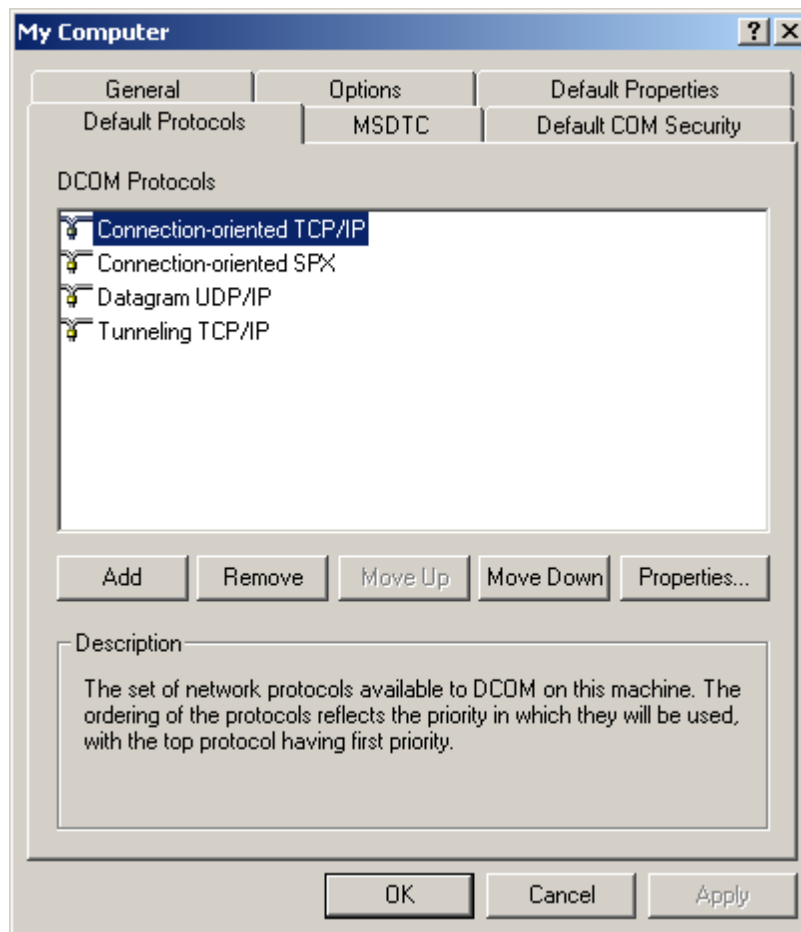 My Computer
General Options Default Properties
Default Protocols MSDTC Default COM Security
DCOM Protocols
Connection-oriented TCP/IP
Connection-oriented SPX
Datagram UDP/IP
Tunneling TCP/IP
Add Remove Move Up Move Down Properties...
Description
The set of network protocols available to DCOM on this machine. The
ordering of the protocols reflects the priority in which they will be used,
with the top protocol having first priority.
OK Cancel Apply